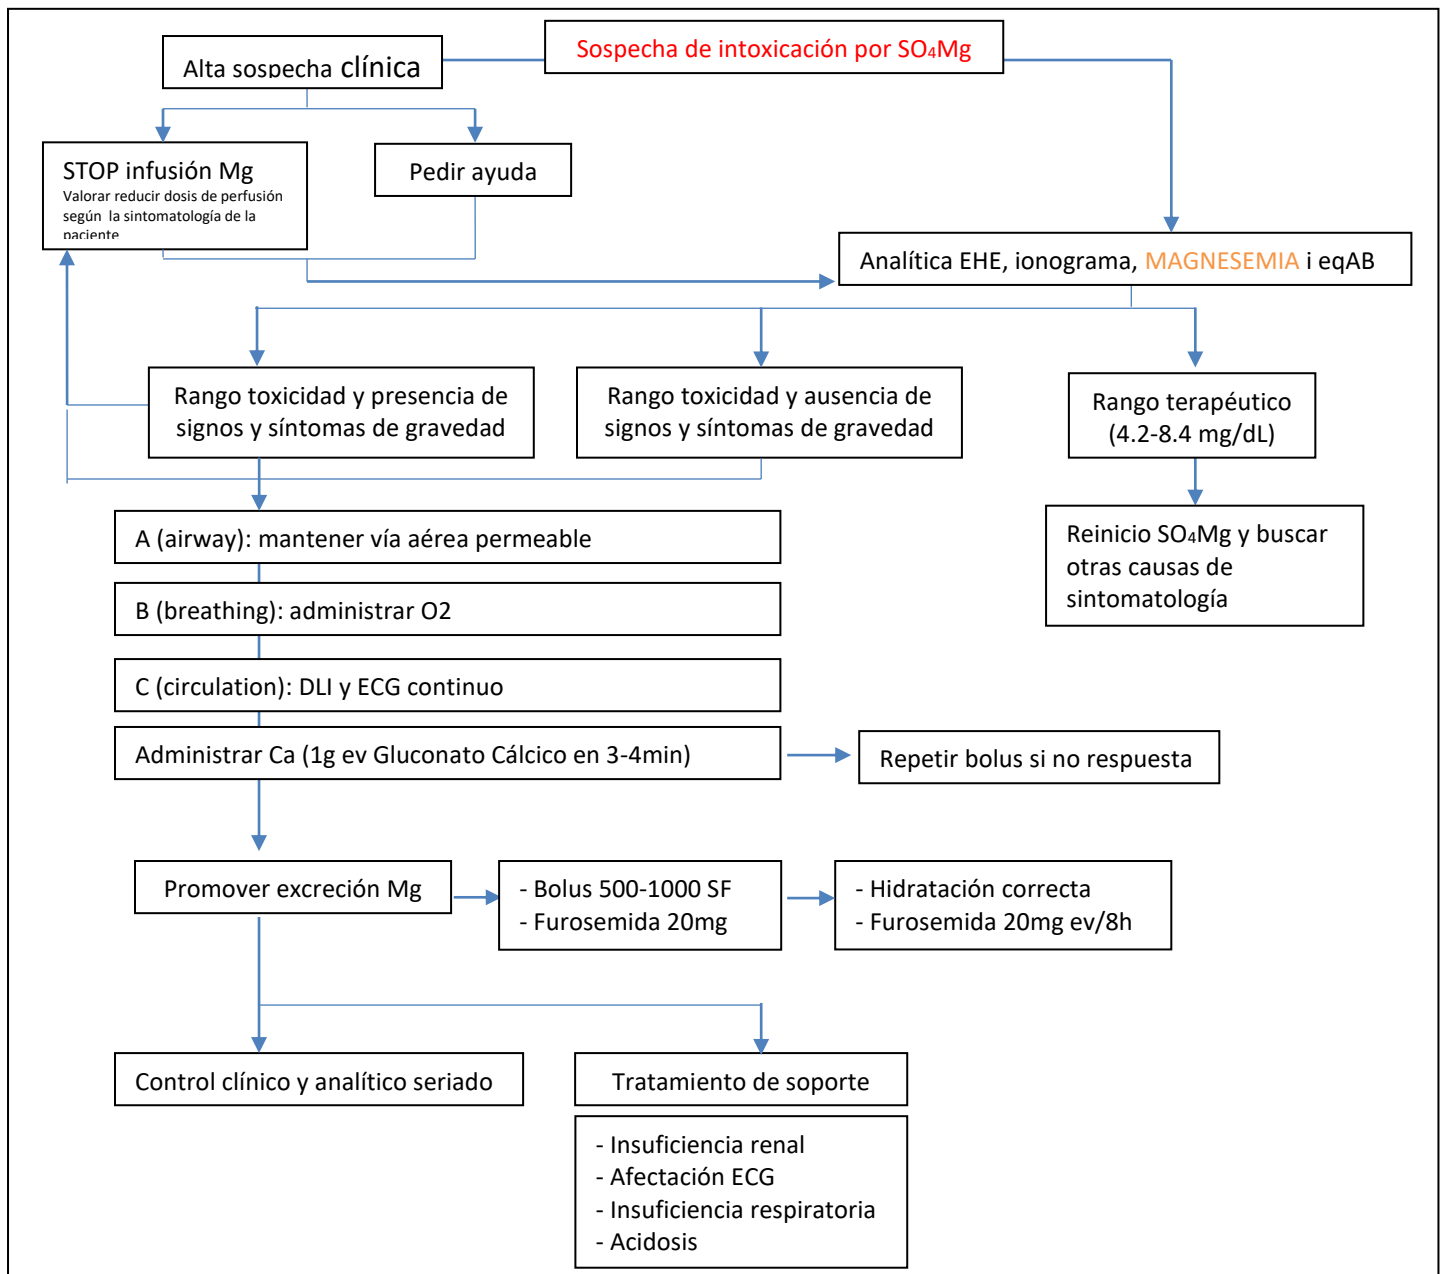 Sospecha de intoxicación por SO₄Mg
Alta sospecha clínica
STOP infusión Mg
Valorar reducir dosis de perfusión
según la sintomatología de la
paciente
Pedir ayuda
Analítica EHE, ionograma, MAGNESEMIA i eqAB
Rango toxicidad y presencia de
signos y síntomas de gravedad
Rango toxicidad y ausencia de
signos y síntomas de gravedad
Rango terapéutico
(4.2-8.4 mg/dL)
Reinicio SO₄Mg y buscar
otras causas de
sintomatología
A (airway): mantener vía aérea permeable
B (breathing): administrar O2
C (circulation): DLI y ECG continuo
Administrar Ca (1g ev Gluconato Cálcico en 3-4min)
Repetir bolus si no respuesta
Promover excreción Mg
- Bolus 500-1000 SF
- Furosemida 20mg
- Hidratación correcta
- Furosemida 20mg ev/8h
Control clínico y analítico seriado
Tratamiento de soporte
- Insuficiencia renal
- Afectación ECG
- Insuficiencia respiratoria
- Acidosis